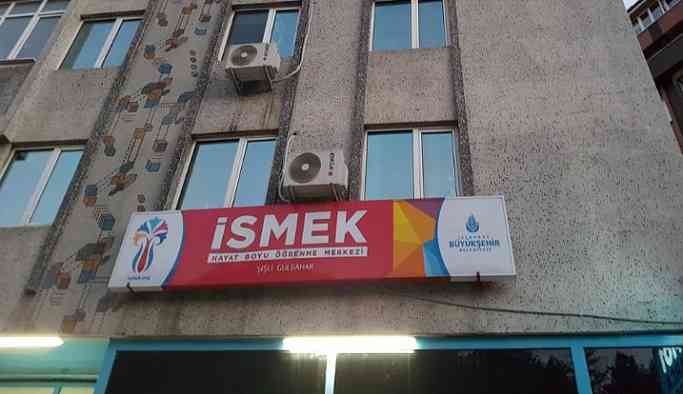 İSMEK
HAYAT BOYU ÖĞRENME MERKEZİ
ŞİŞLİ GÜLBAHAR
İSTANBUL
BÜYÜKŞEHİR
BELEDİYESİ